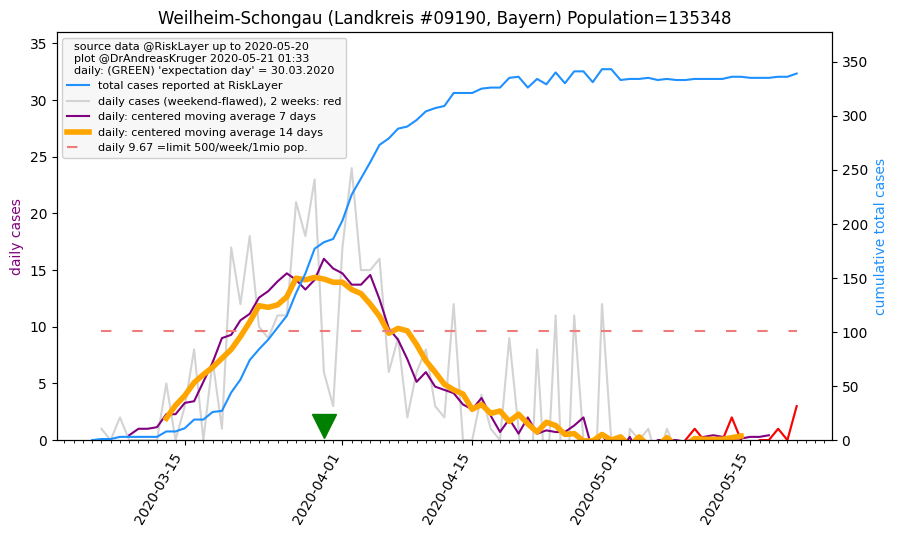 Weilheim-Schongau (Landkreis #09190, Bayern) Population=135348
source data @RiskLayer up to 2020-05-20
plot @DrAndreasKruger 2020-05-21 01:33
daily: (GREEN) 'expectation day' = 30.03.2020
total cases reported at RiskLayer
daily cases (weekend-flawed), 2 weeks: red
daily: centered moving average 7 days
daily: centered moving average 14 days
daily 9.67 =limit 500/week/1mio pop.
daily cases
35
30
25
20
15
10
5
0
cumulative total cases
350
300
250
200
150
100
50
0
2020-03-15
2020-04-01
2020-04-15
2020-05-01
2020-05-15